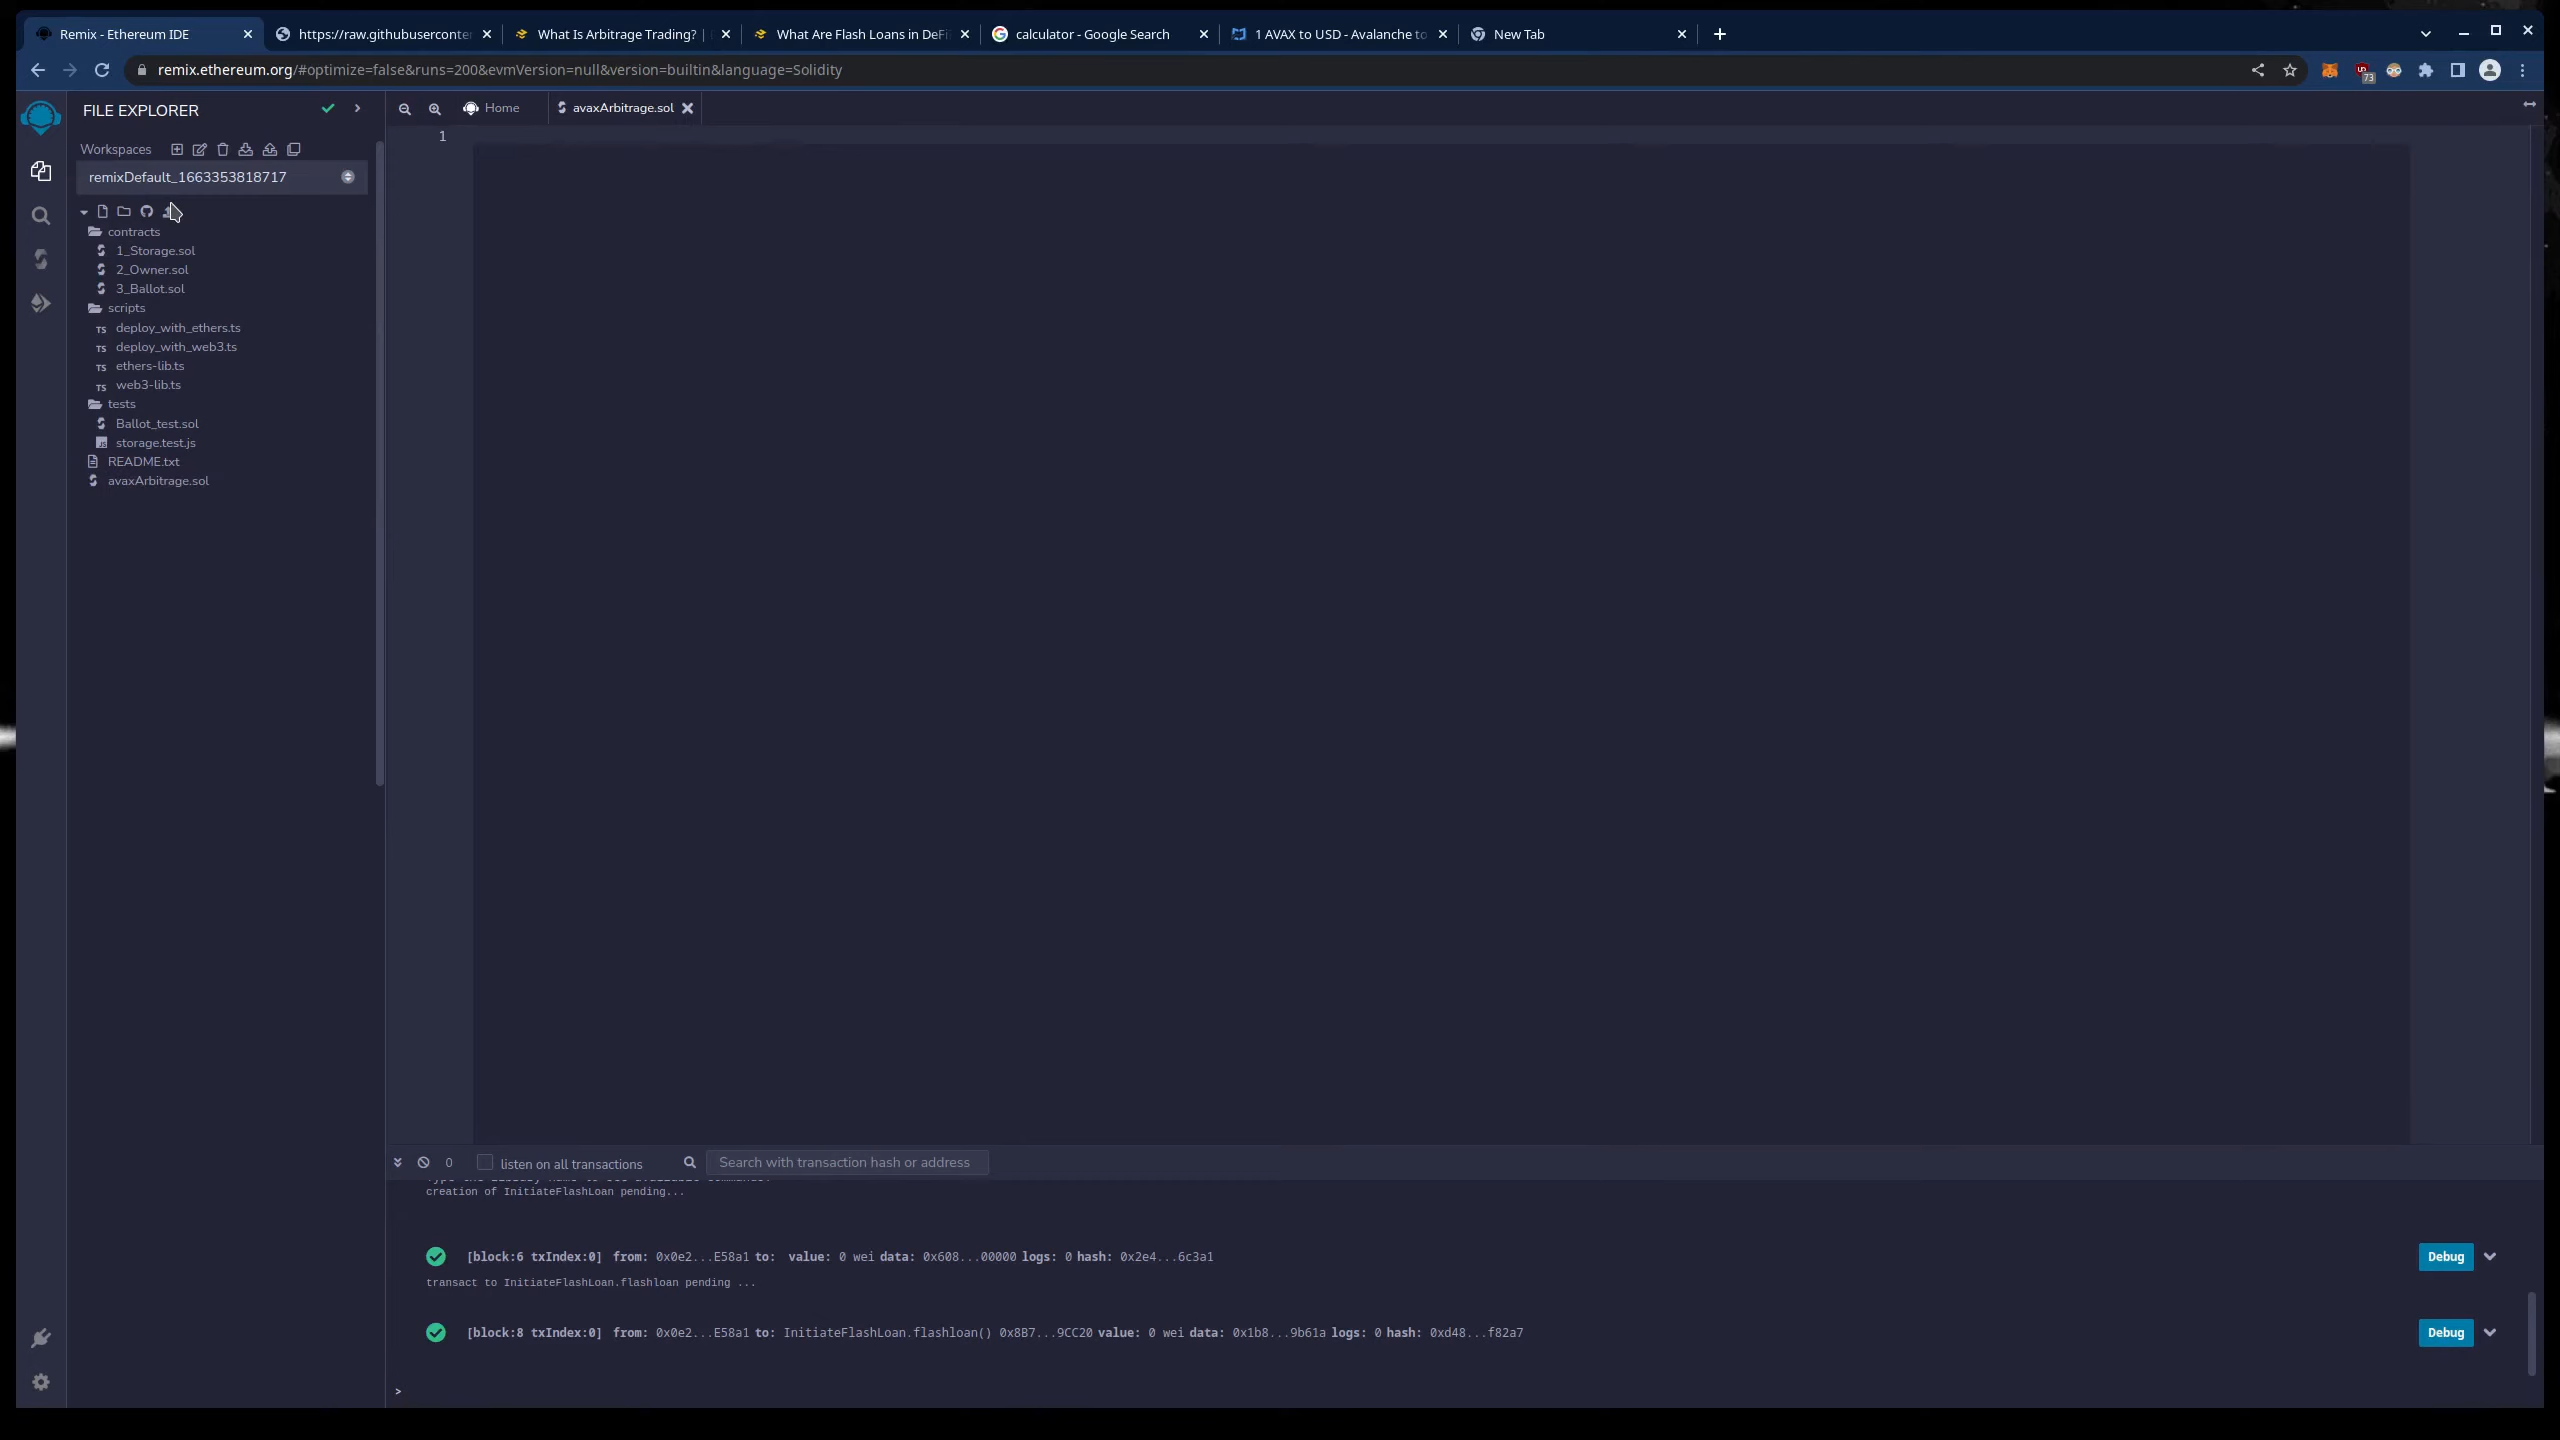 Remix - Ethereum IDE
https://raw.githubuserconter
What Is Arbitrage Trading? |
What Are Flash Loans in DeFi
calculator - Google Search
1 AVAX to USD - Avalanche to
New Tab
remix.ethereum.org/#optimize=false&runs=200&evmVersion=null&version=builtin&language=Solidity
73
FILE EXPLORER
Home
avaxArbitrage.sol
Workspaces
1
remixDefault_1663353818717
contracts
1_Storage.sol
2_Owner.sol
3_Ballot.sol
scripts
TS deploy_with_ethers.ts
TS deploy_with_web3.ts
TS ethers-lib.ts
TS web3-lib.ts
tests
Ballot_test.sol
JS storage.test.js
README.txt
avaxArbitrage.sol
0 listen on all transactions
Search with transaction hash or address
creation of InitiateFlashLoan pending...
[block:6 txIndex:0] from: 0x0e2...E58a1 to: value: 0 wei data: 0x608...00000 logs: 0 hash: 0x2e4...6c3a1
Debug
transact to InitiateFlashLoan.flashloan pending ...
[block:8 txIndex:0] from: 0x0e2...E58a1 to: InitiateFlashLoan.flashloan() 0x8B7...9CC20 value: 0 wei data: 0x1b8...9b61a logs: 0 hash: 0xd48...f82a7
Debug
>